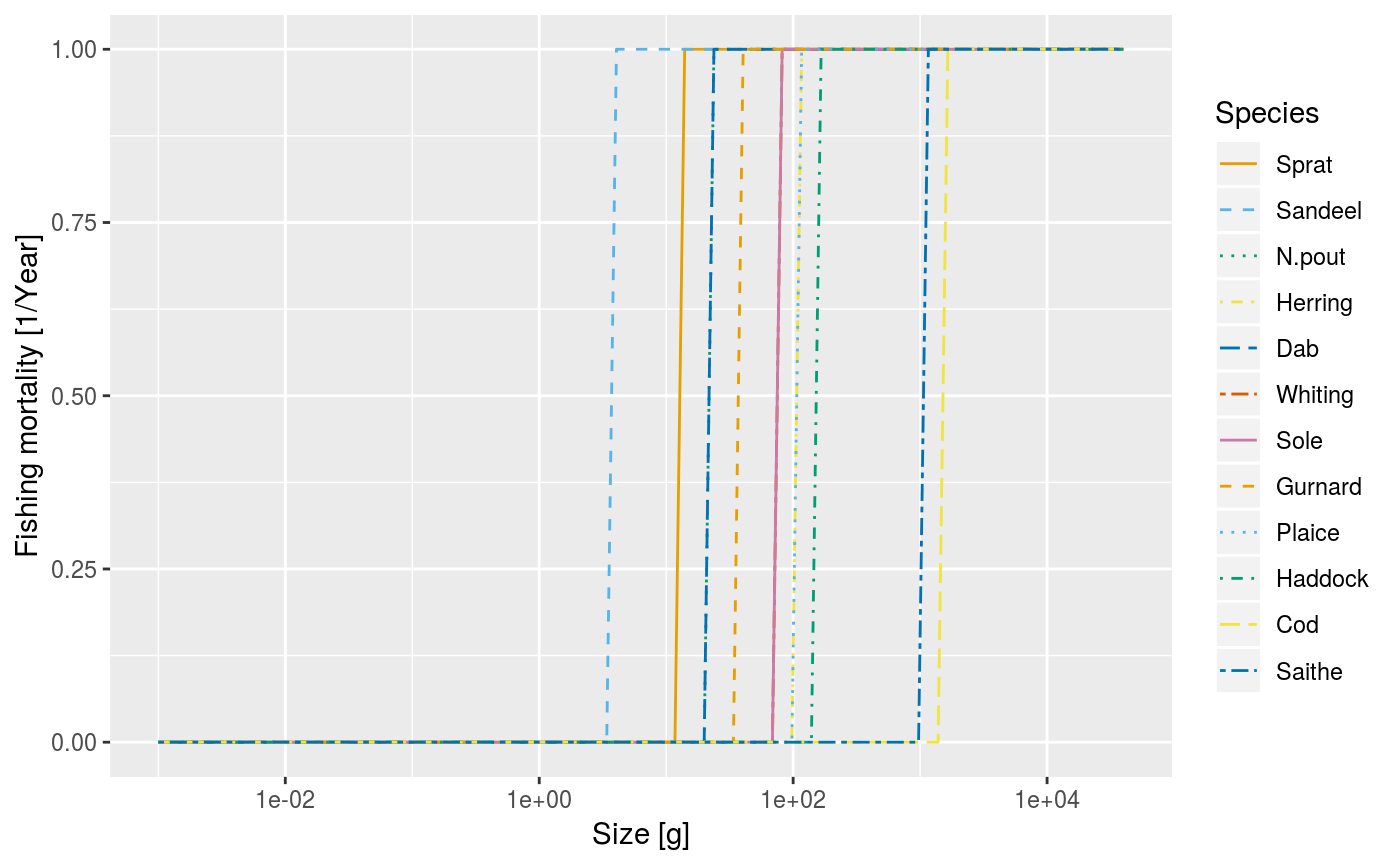 1.00
0.75
0.50
0.25
0.00
Fishing mortality [1/Year]
1e-02 1e+00 1e+02 1e+04
Size [g]
Species
Sprat
Sandeel
N.pout
Herring
Dab
Whiting
Sole
Gurnard
Plaice
Haddock
Cod
Saithe